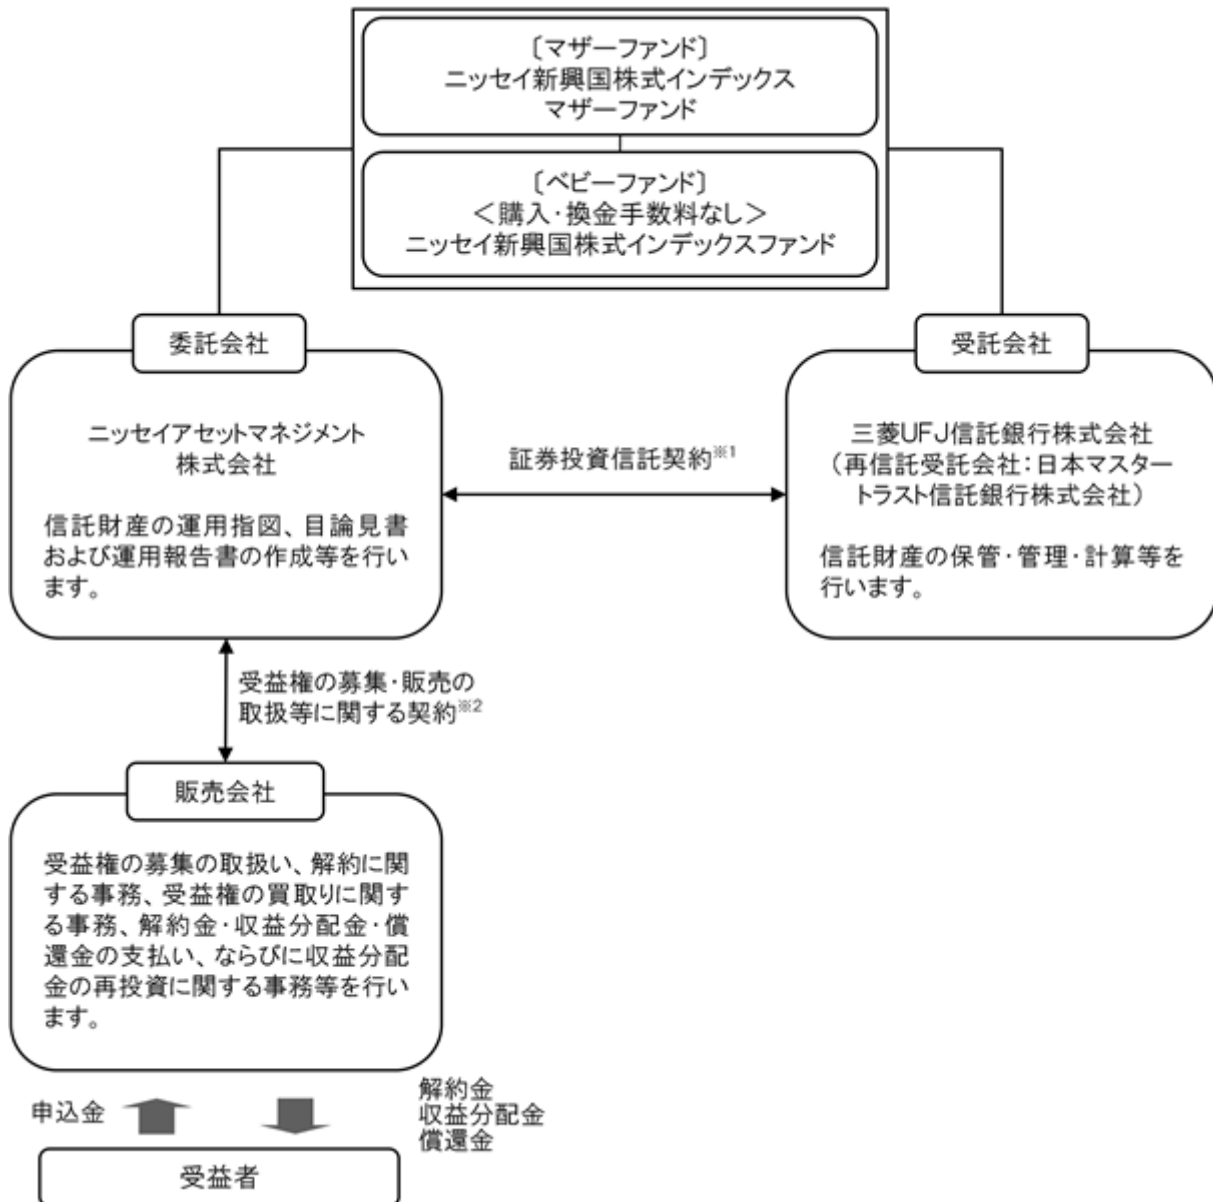 〔マザーファンド〕
ニッセイ新興国株式インデックス
マザーファンド
〔ベビーファンド〕
＜購入・換金手数料なし＞
ニッセイ新興国株式インデックスファンド
委託会社
ニッセイアセットマネジメント
株式会社
信託財産の運用指図、目論見書
および運用報告書の作成等を行い
ます。
証券投資信託契約※1
受託会社
三菱UFJ信託銀行株式会社
（再信託受託会社：日本マスター
トラスト信託銀行株式会社）
信託財産の保管・管理・計算等を
行います。
受益権の募集・販売の
取扱等に関する契約※2
販売会社
受益権の募集の取扱い、解約に関
する事務、受益権の買取りに関す
る事務、解約金・収益分配金・償
還金の支払い、ならびに収益分配
金の再投資に関する事務等を行い
ます。
申込金
解約金
収益分配金
償還金
受益者